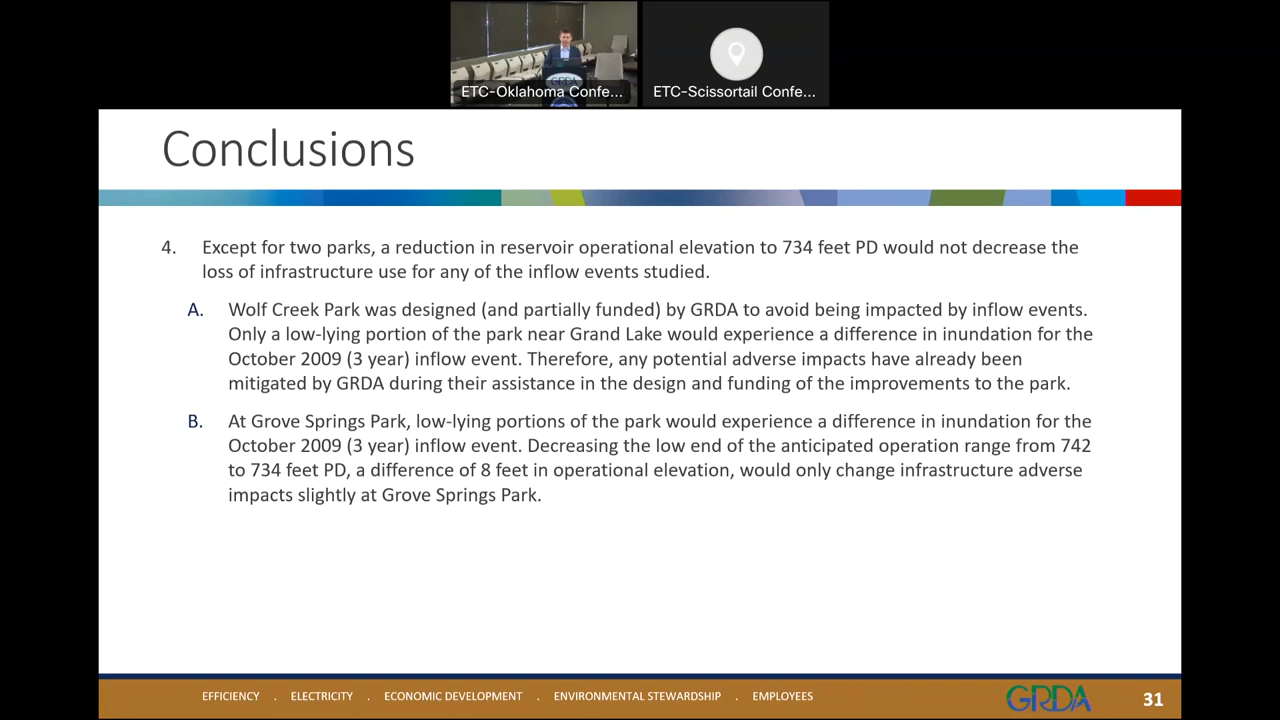 ETC-Oklahoma Confe...
ETC-Scissortail Confe...
Conclusions
4. Except for two parks, a reduction in reservoir operational elevation to 734 feet PD would not decrease the
loss of infrastructure use for any of the inflow events studied.
A. Wolf Creek Park was designed (and partially funded) by GRDA to avoid being impacted by inflow events.
Only a low-lying portion of the park near Grand Lake would experience a difference in inundation for the
October 2009 (3 year) inflow event. Therefore, any potential adverse impacts have already been
mitigated by GRDA during their assistance in the design and funding of the improvements to the park.
B. At Grove Springs Park, low-lying portions of the park would experience a difference in inundation for the
October 2009 (3 year) inflow event. Decreasing the low end of the anticipated operation range from 742
to 734 feet PD, a difference of 8 feet in operational elevation, would only change infrastructure adverse
impacts slightly at Grove Springs Park.
EFFICIENCY . ELECTRICITY . ECONOMIC DEVELOPMENT . ENVIRONMENTAL STEWARDSHIP . EMPLOYEES
GRDA
31